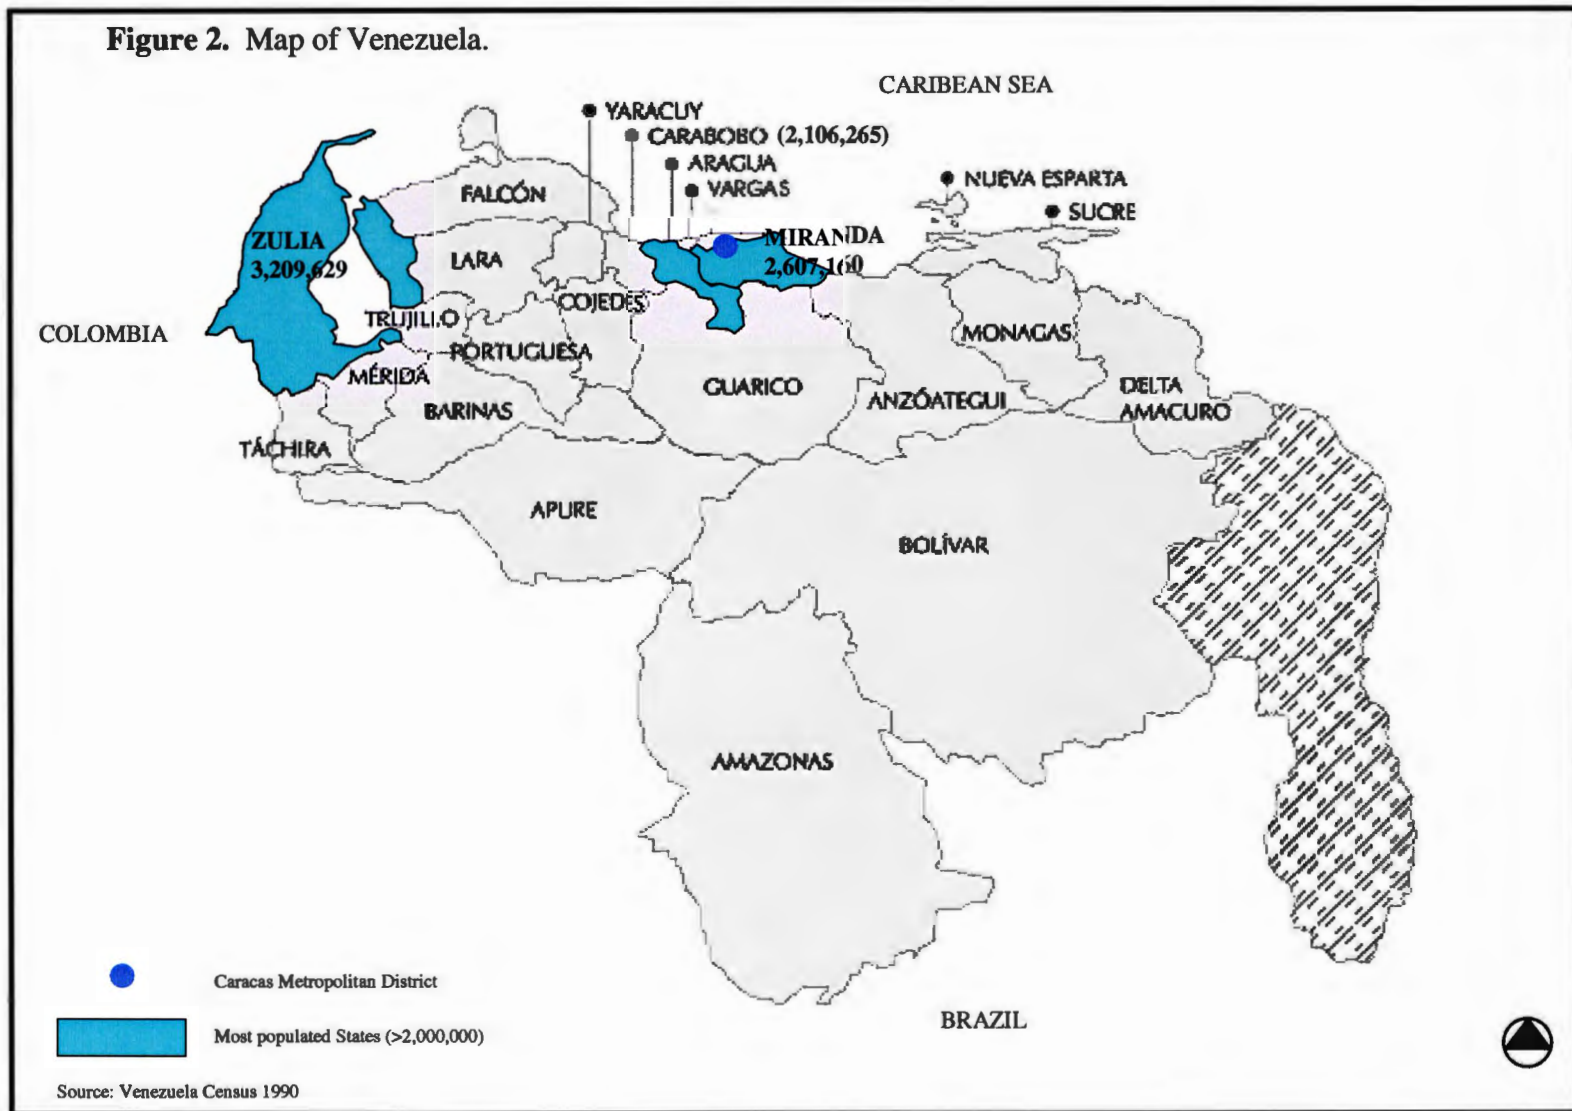 Figure 2. Map of Venezuela.
CARIBEAN SEA
YARACUY
CARABOBO (2,106,265)
ARAGUA
VARGAS
NUEVA ESPARTA
SUCRE
FALCÓN
ZULIA
3,209,629
LARA
MIRANDA
2,607,160
COJEDES
TRUJILLO
COLOMBIA
PORTUGUESA
MONAGAS
MÉRIDA
GUARICO
ANZÓATEGUI
DELTA
AMACURO
BARINAS
TÁCHIRA
APURE
BOLÍVAR
AMAZONAS
Caracas Metropolitan District
BRAZIL
Most populated States (>2,000,000)
Source: Venezuela Census 1990